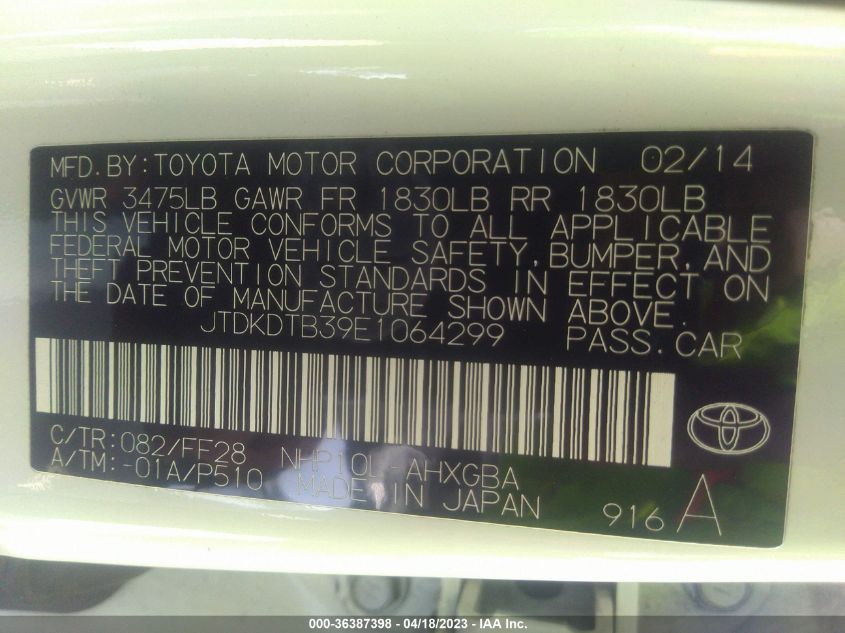 MFD.BY:TOYOTA MOTOR CORPORATION 02/14
GVWR 3475LB GAWR FR 1830LB RR 1830LB
THIS VEHICLE CONFORMS TO ALL APPLICABLE
FEDERAL MOTOR VEHICLE SAFETY,BUMPER,AND
THEFT PREVENTION STANDARDS IN EFFECT ON
THE DATE OF MANUFACTURE SHOWN ABOVE.
JTDKDTB39E1064299 PASS.CAR
C/TR:082/FF28 NHP10L-AHXGBA
A/TM:-01A/P510 MADE IN JAPAN
916 A
000-36387398 - 04/18/2023 - IAA Inc.